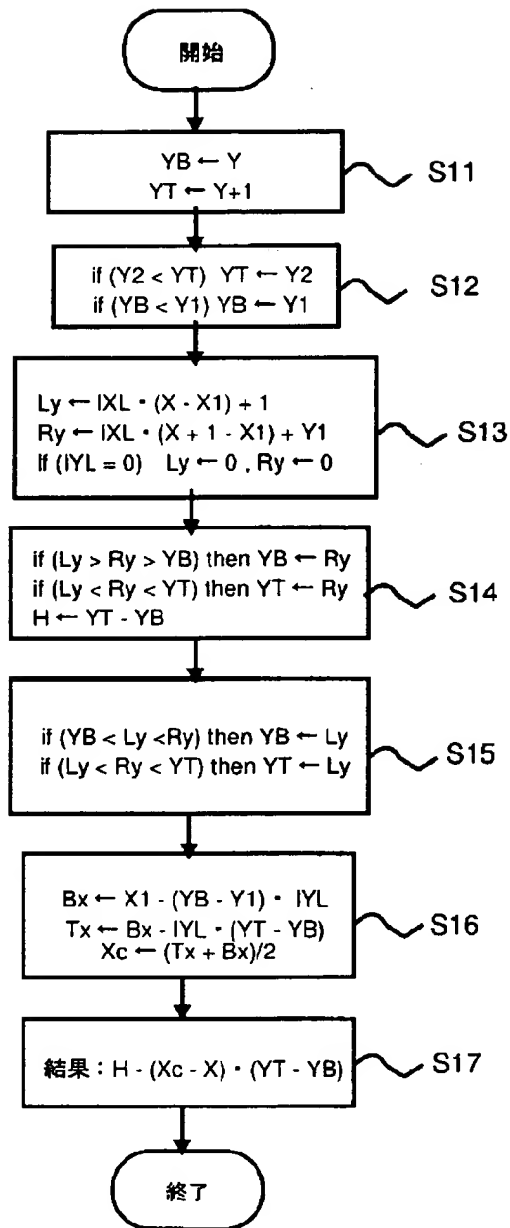 開始
YB ← Y
YT ← Y+1
S11
if (Y2 < YT) YT ← Y2
if (YB < Y1) YB ← Y1
S12
Ly ← IXL・(X - X1) + 1
Ry ← IXL・(X + 1 - X1) + Y1
If (IYL = 0) Ly ← 0 , Ry ← 0
S13
if (Ly > Ry > YB) then YB ← Ry
if (Ly < Ry < YT) then YT ← Ry
H ← YT - YB
S14
if (YB < Ly <Ry) then YB ← Ly
if (Ly < Ry < YT) then YT ← Ly
S15
Bx ← X1 - (YB - Y1)・ IYL
Tx ← Bx - IYL・(YT - YB)
Xc ← (Tx + Bx)/2
S16
結果：H - (Xc - X)・(YT - YB)
S17
終了